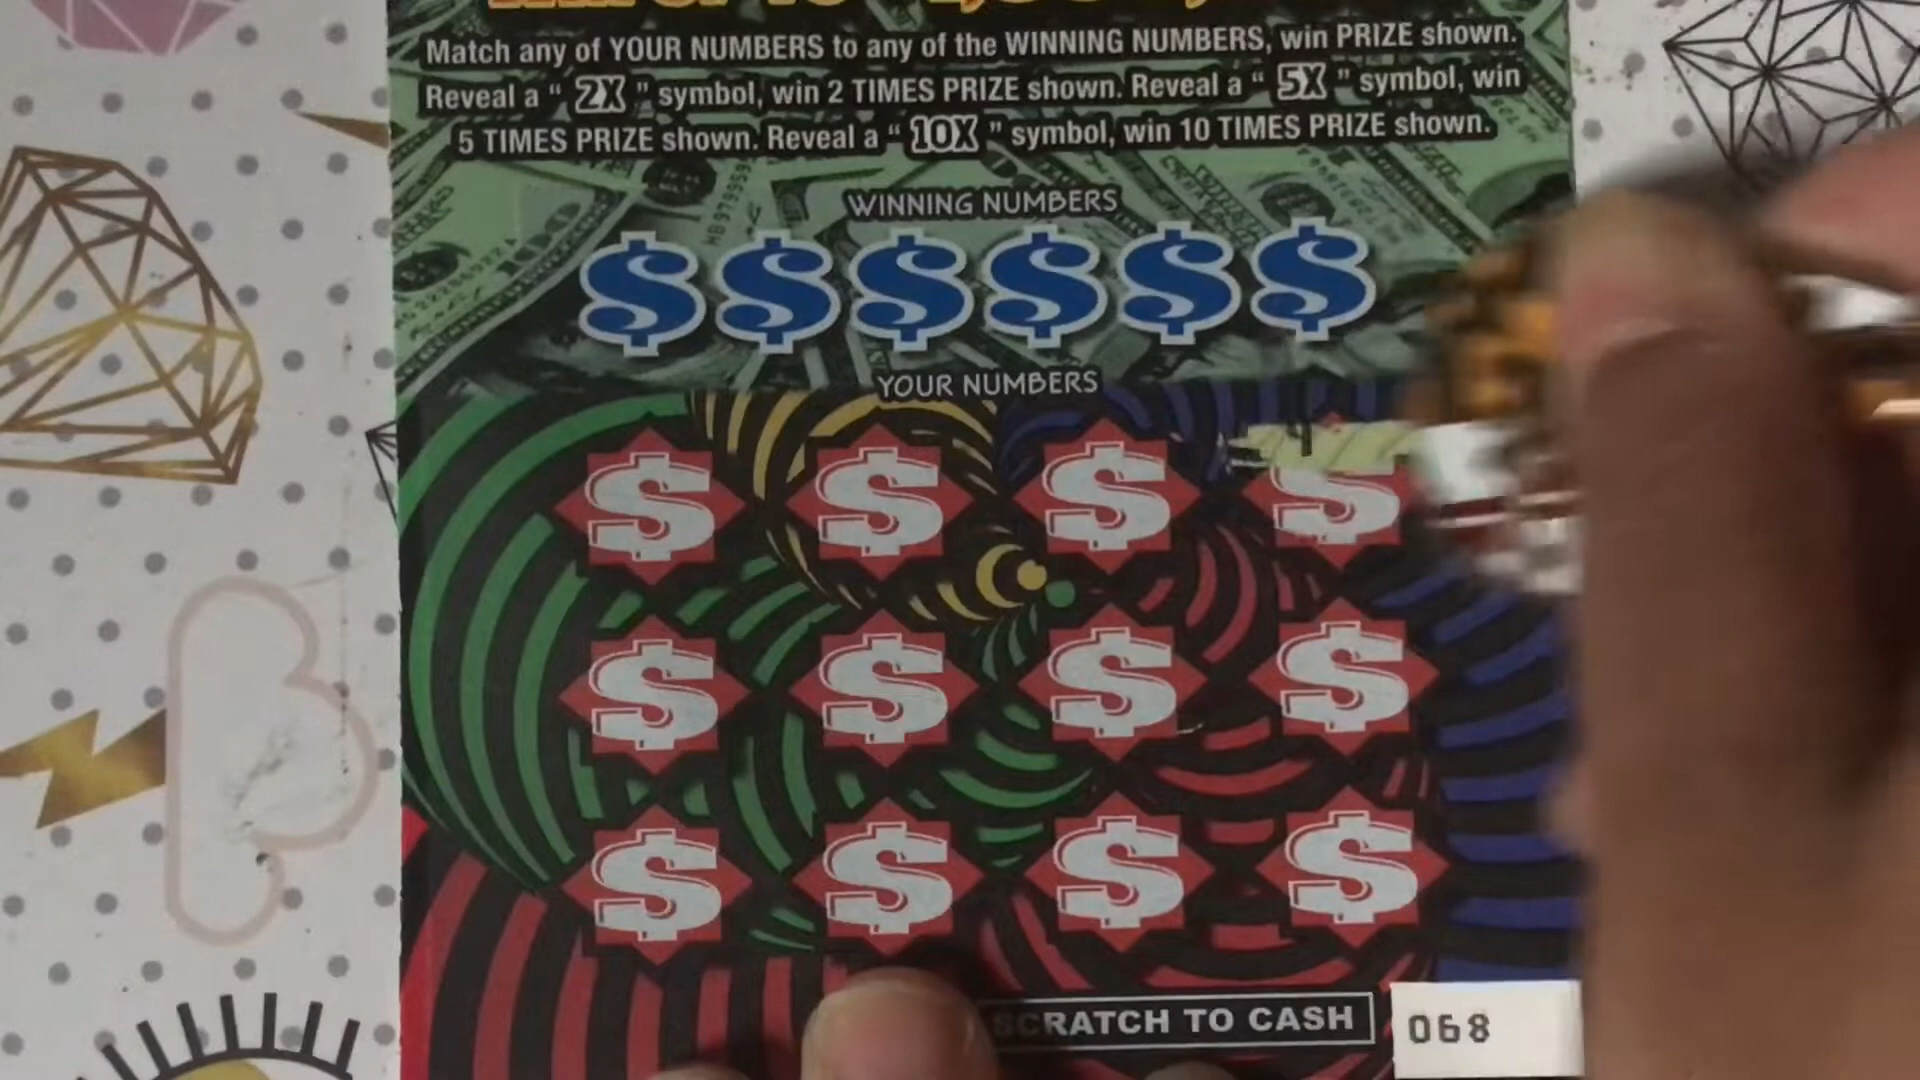 Match any of YOUR NUMBERS to any of the WINNING NUMBERS, win PRIZE shown.
Reveal a “ 2X ” symbol, win 2 TIMES PRIZE shown. Reveal a “ 5X ” symbol, win
5 TIMES PRIZE shown. Reveal a “ 10X ” symbol, win 10 TIMES PRIZE shown.
WINNING NUMBERS
$ $ $ $ $ $
YOUR NUMBERS
$ $ $ $
$ $ $ $
$ $ $ $
SCRATCH TO CASH
068